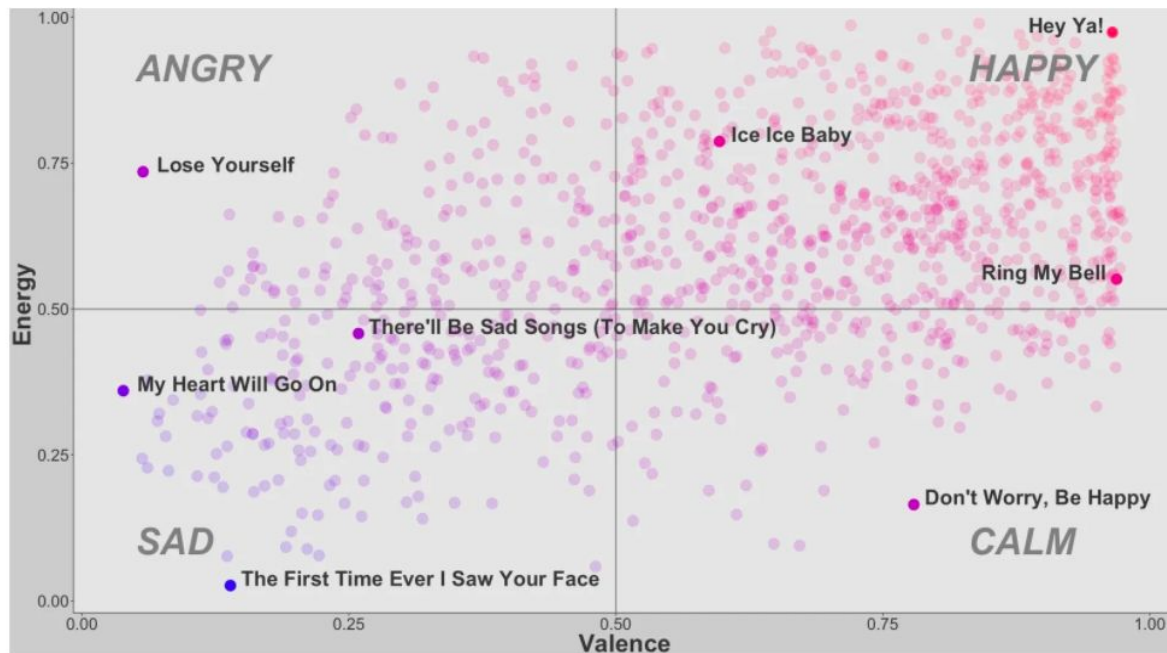 1.00
Hey Ya!
ANGRY
HAPPY
Ice Ice Baby
0.75
Lose Yourself
Ring My Bell
0.50
There'll Be Sad Songs (To Make You Cry)
Energy
My Heart Will Go On
0.25
Don't Worry, Be Happy
SAD
CALM
The First Time Ever I Saw Your Face
0.00
0.00
0.25
0.50
0.75
1.00
Valence